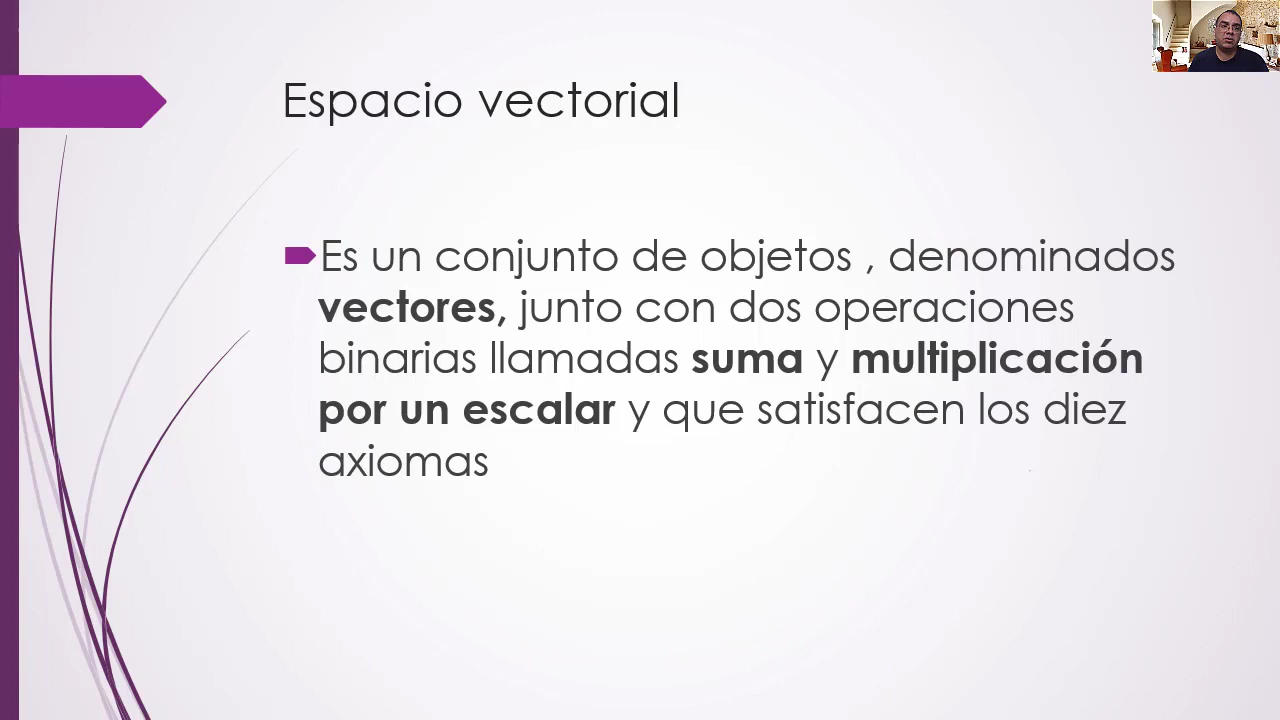 Espacio vectorial
Es un conjunto de objetos , denominados
vectores, junto con dos operaciones
binarias llamadas suma y multiplicación
por un escalar y que satisfacen los diez
axiomas